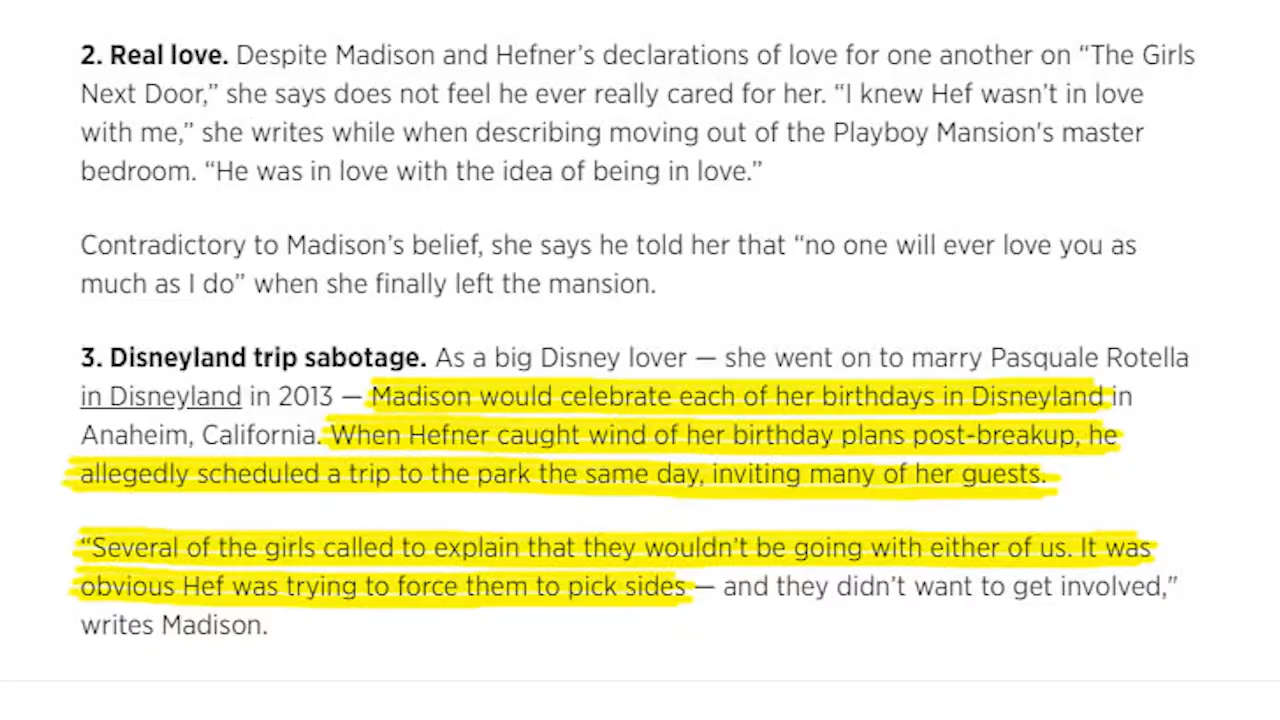 2. Real love. Despite Madison and Hefner’s declarations of love for one another on “The Girls
Next Door,” she says does not feel he ever really cared for her. “I knew Hef wasn’t in love
with me,” she writes while when describing moving out of the Playboy Mansion's master
bedroom. “He was in love with the idea of being in love.”
Contradictory to Madison’s belief, she says he told her that “no one will ever love you as
much as I do” when she finally left the mansion.
3. Disneyland trip sabotage. As a big Disney lover — she went on to marry Pasquale Rotella
in Disneyland in 2013 — Madison would celebrate each of her birthdays in Disneyland in
Anaheim, California. When Hefner caught wind of her birthday plans post-breakup, he
allegedly scheduled a trip to the park the same day, inviting many of her guests.
“Several of the girls called to explain that they wouldn’t be going with either of us. It was
obvious Hef was trying to force them to pick sides — and they didn’t want to get involved,"
writes Madison.